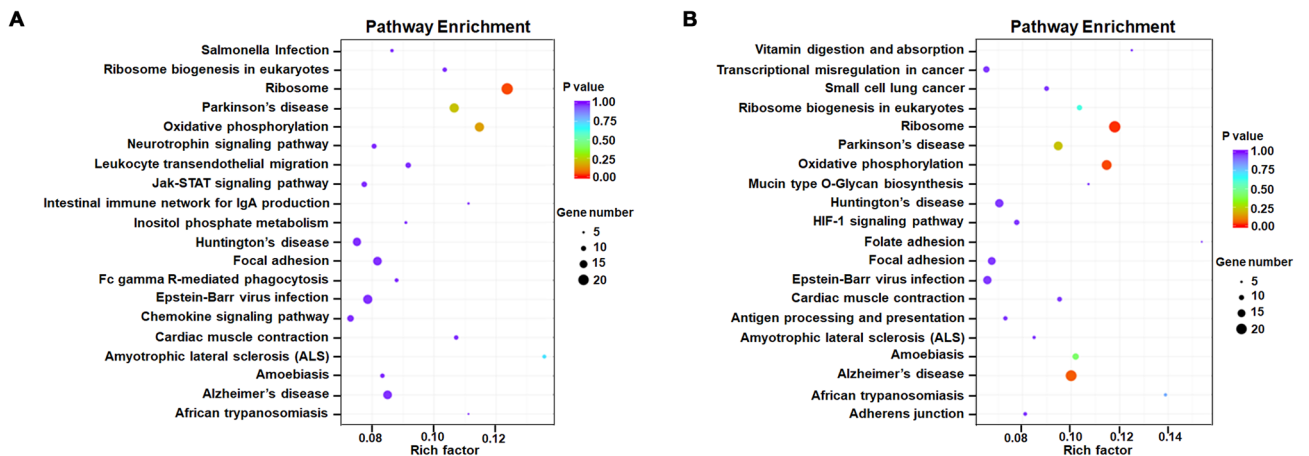 A
Pathway Enrichment
Salmonella Infection
Ribosome biogenesis in eukaryotes
Ribosome
Parkinson's disease
Oxidative phosphorylation
Neurotrophin signaling pathway
Leukocyte transendothelial migration
Jak-STAT signaling pathway
Intestinal immune network for IgA production
Inositol phosphate metabolism
Huntington's disease
Focal adhesion
Fc gamma R-mediated phagocytosis
Epstein-Barr virus infection
Chemokine signaling pathway
Cardiac muscle contraction
Amyotrophic lateral sclerosis (ALS)
Amoebiasis
Alzheimer's disease
African trypanosomiasis
0.08
0.10
0.12
Rich factor
P value
1.00
0.75
0.50
0.25
0.00
Gene number
5
10
15
20
B
Pathway Enrichment
Vitamin digestion and absorption
Transcriptional misregulation in cancer
Small cell lung cancer
Ribosome biogenesis in eukaryotes
Ribosome
Parkinson's disease
Oxidative phosphorylation
Mucin type O-Glycan biosynthesis
Huntington's disease
HIF-1 signaling pathway
Folate adhesion
Focal adhesion
Epstein-Barr virus infection
Cardiac muscle contraction
Antigen processing and presentation
Amyotrophic lateral sclerosis (ALS)
Amoebiasis
Alzheimer's disease
African trypanosomiasis
Adherens junction
0.08
0.10
0.12
0.14
Rich factor
P value
1.00
0.75
0.50
0.25
0.00
Gene number
5
10
15
20